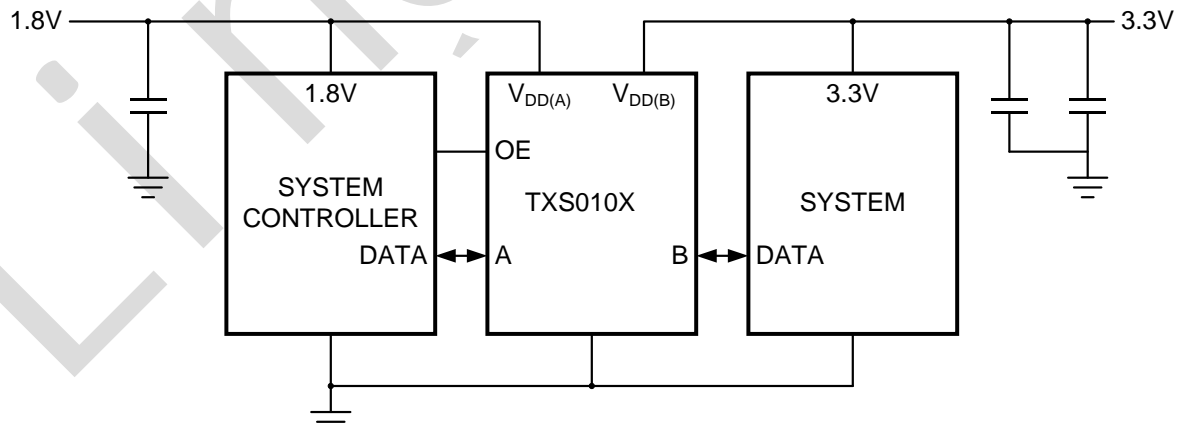 1.8V
3.3V
1.8V
V_DD(A) V_DD(B)
3.3V
OE
SYSTEM
CONTROLLER
TXS010X
SYSTEM
DATA
A
B
DATA